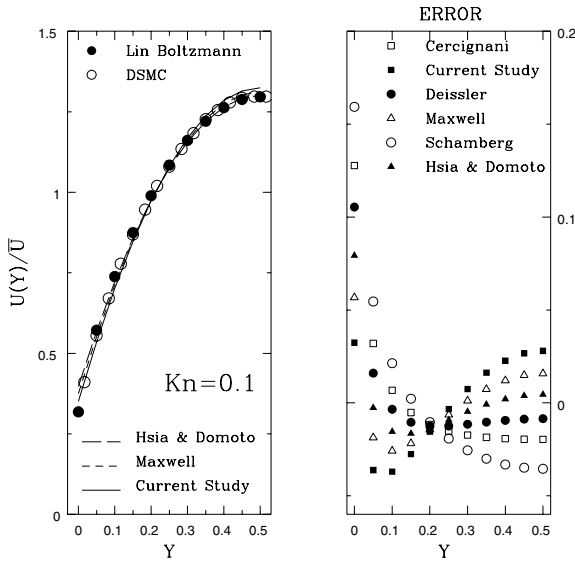 ERROR
1.5
1
0.5
0
U(Y)/U̅
Lin Boltzmann
DSMC
Kn=0.1
Hsia & Domoto
Maxwell
Current Study
0 0.1 0.2 0.3 0.4 0.5
Y
Cercignani
Current Study
Deissler
Maxwell
Schamberg
Hsia & Domoto
0.2
0.1
0
0 0.1 0.2 0.3 0.4 0.5
Y